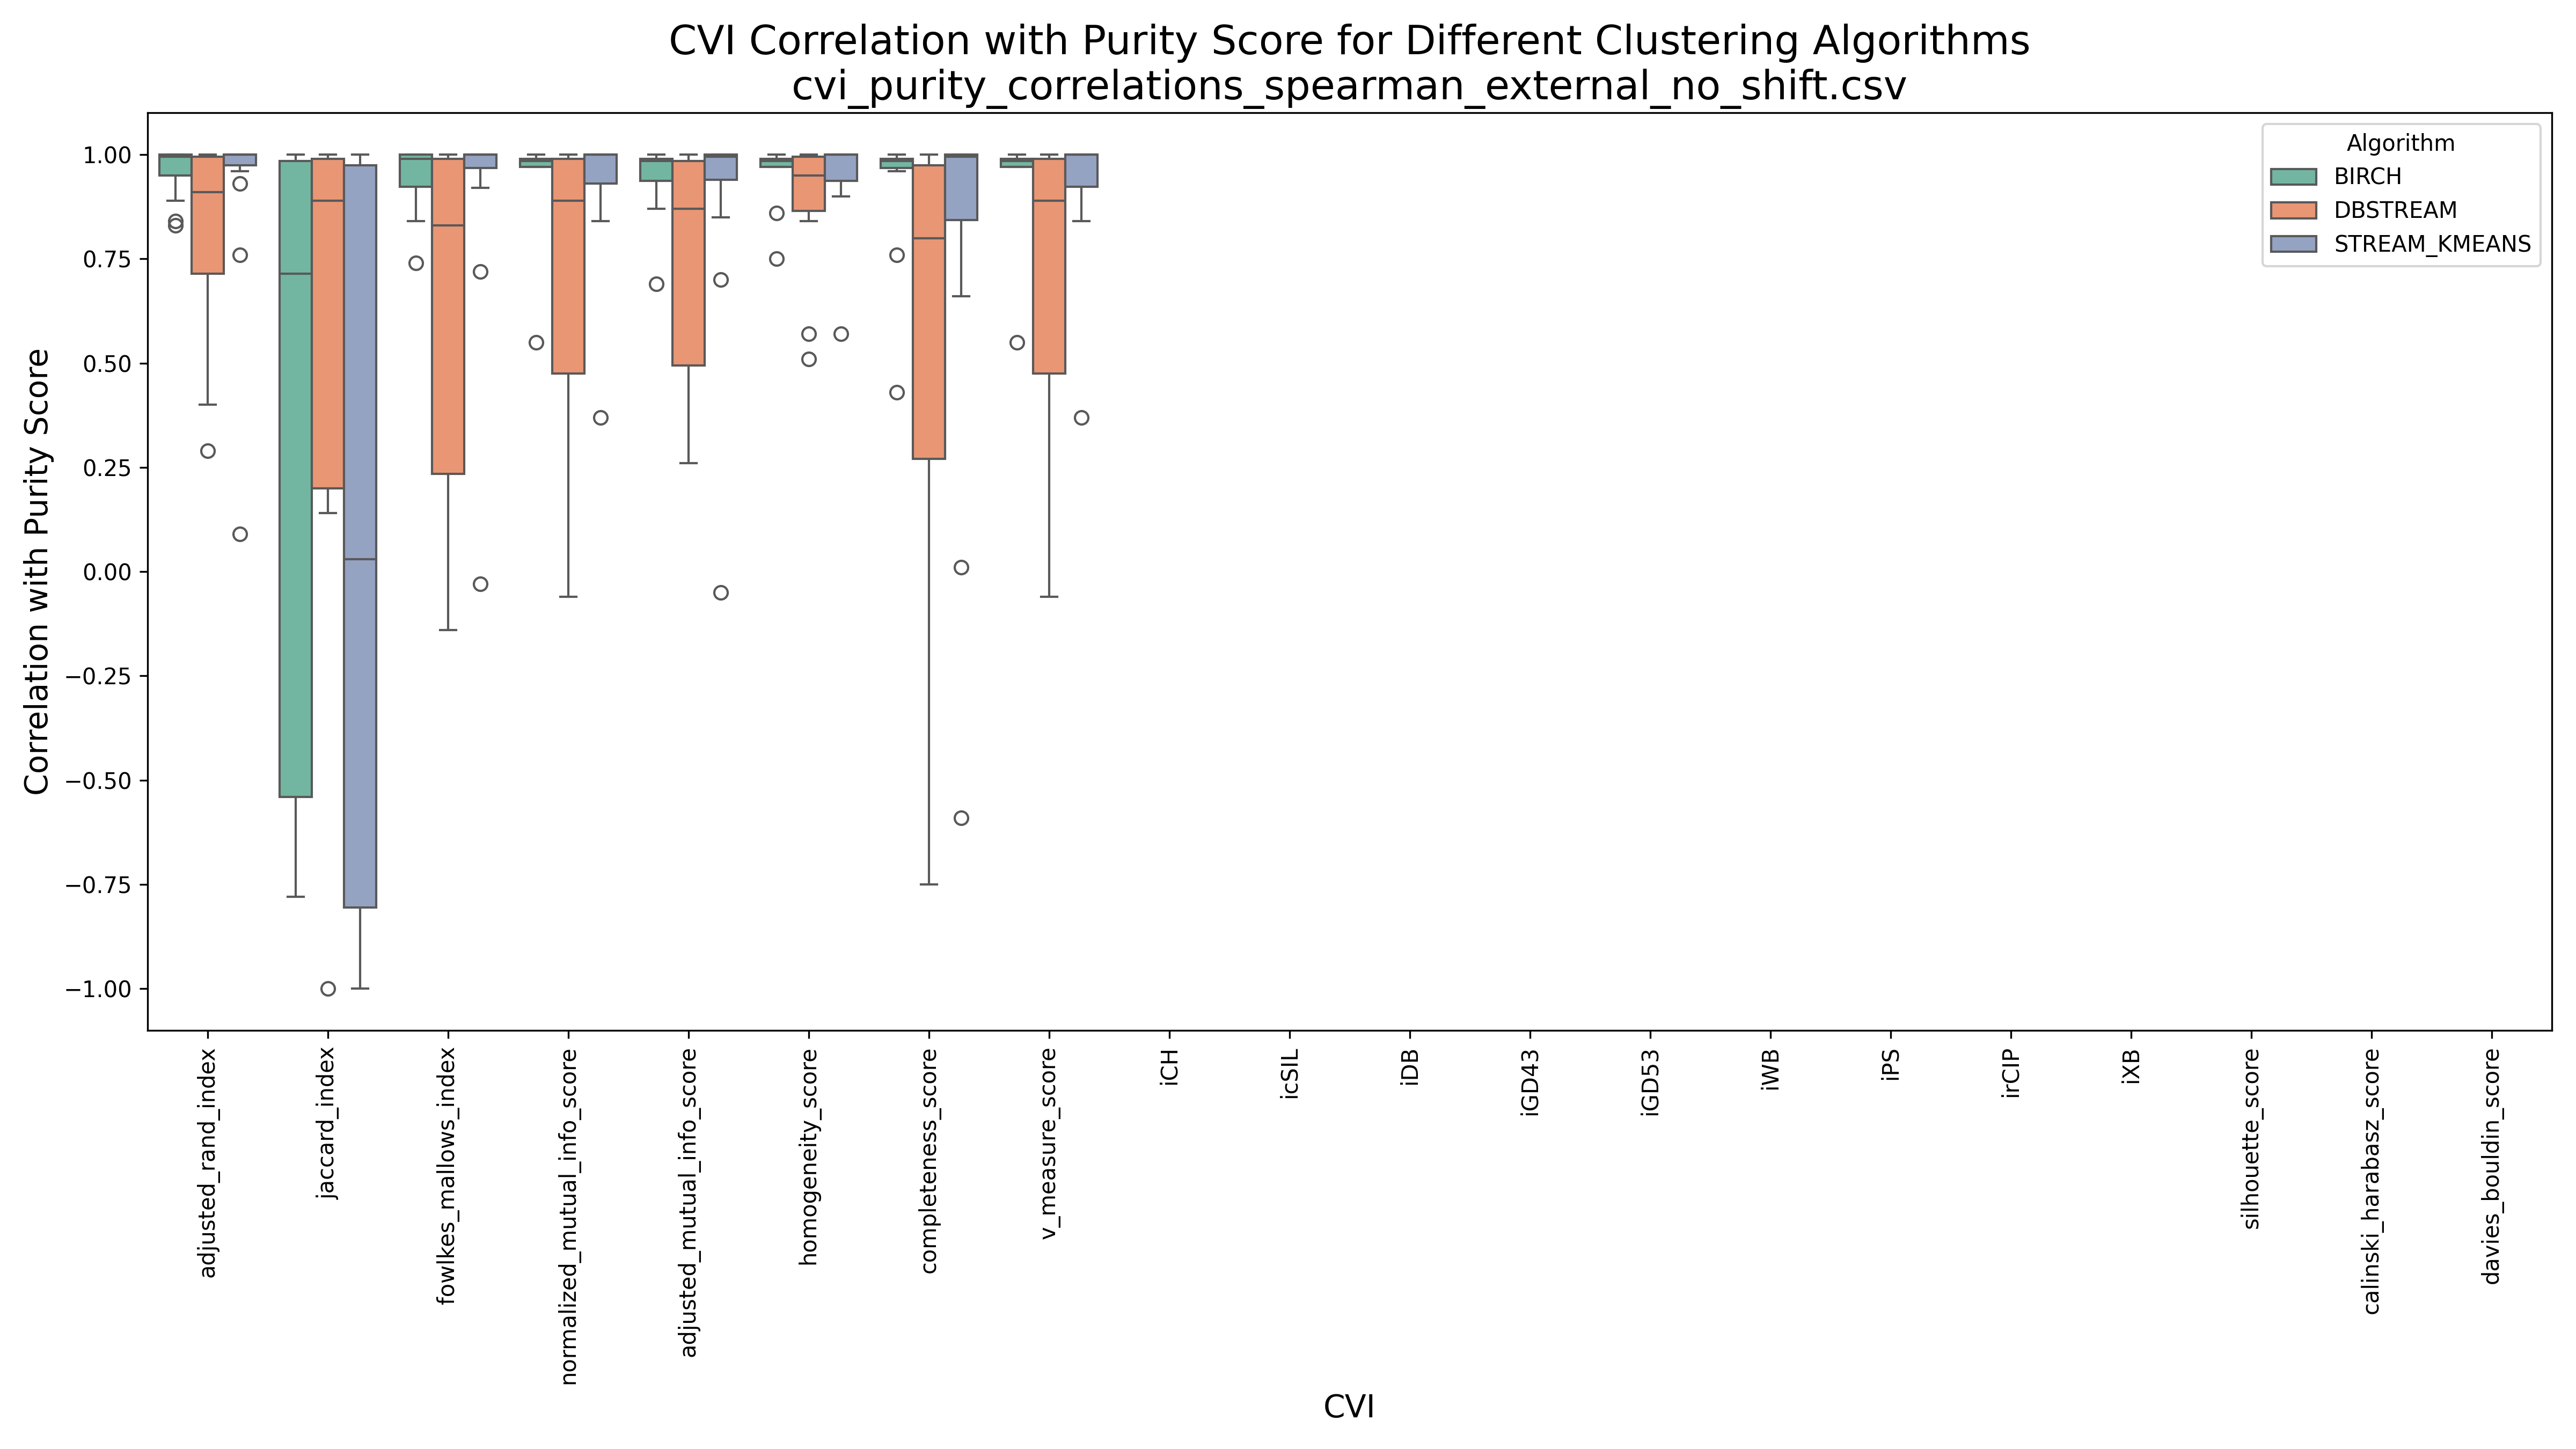 CVI Correlation with Purity Score for Different Clustering Algorithms
cvi_purity_correlations_spearman_external_no_shift.csv
Correlation with Purity Score
1.00
0.75
0.50
0.25
0.00
−0.25
−0.50
−0.75
−1.00
Algorithm
BIRCH
DBSTREAM
STREAM_KMEANS
adjusted_rand_index
jaccard_index
fowlkes_mallows_index
normalized_mutual_info_score
adjusted_mutual_info_score
homogeneity_score
completeness_score
v_measure_score
iCH
icSIL
iDB
iGD43
iGD53
iWB
iPS
irCIP
iXB
silhouette_score
calinski_harabasz_score
davies_bouldin_score
CVI